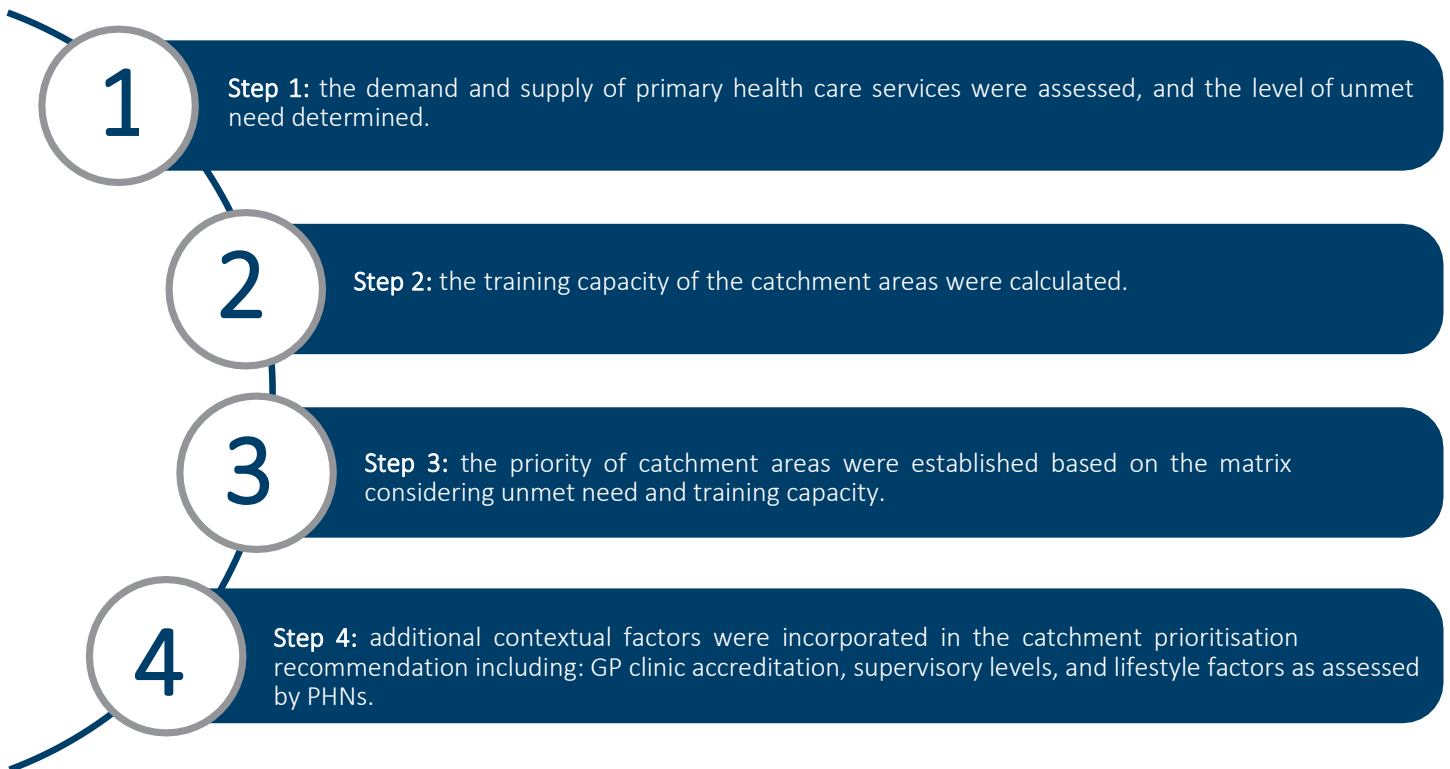 1
Step 1: the demand and supply of primary health care services were assessed, and the level of unmet
need determined.
2
Step 2: the training capacity of the catchment areas were calculated.
3
Step 3: the priority of catchment areas were established based on the matrix
considering unmet need and training capacity.
4
Step 4: additional contextual factors were incorporated in the catchment prioritisation
recommendation including: GP clinic accreditation, supervisory levels, and lifestyle factors as assessed
by PHNs.